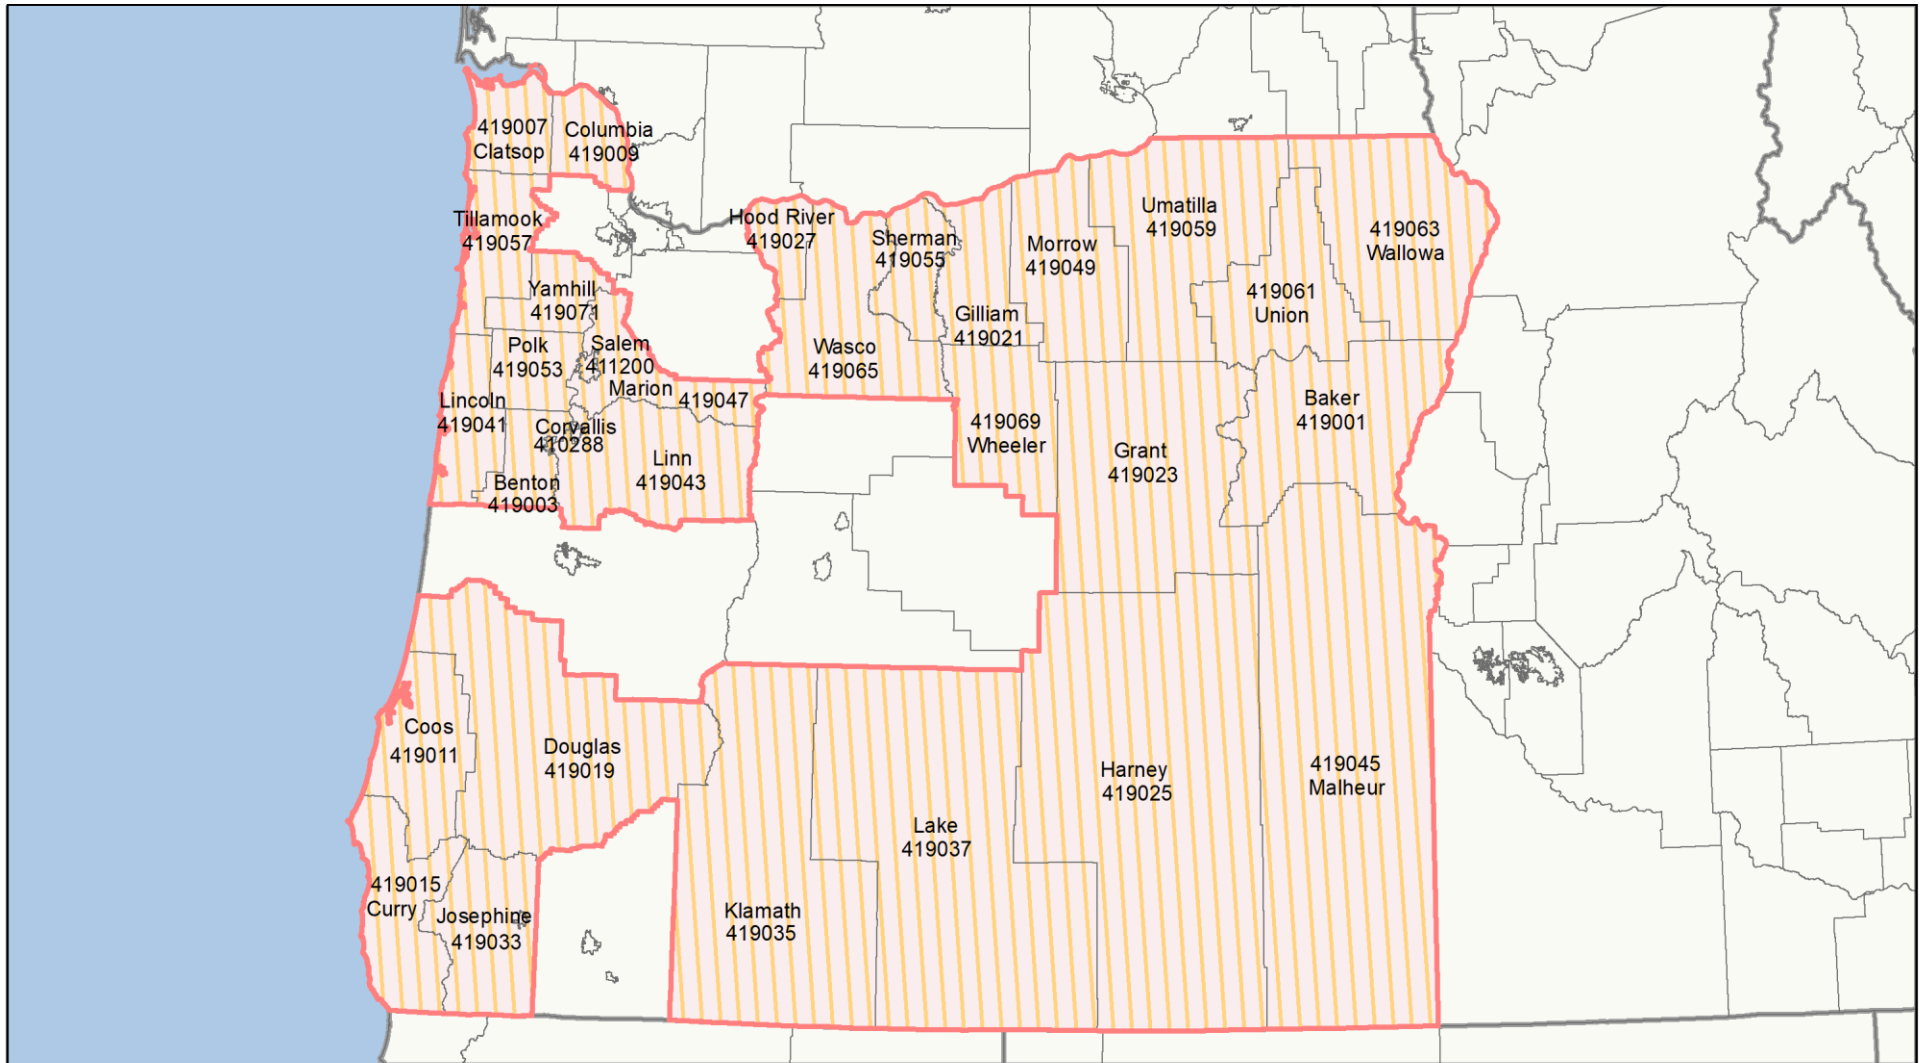 419007
Clatsop
Columbia
419009
Tillamook
419057
Hood River
419027
Sherman
419055
Morrow
419049
Umatilla
419059
419063
Wallowa
Yamhill
419071
Gilliam
419021
419061
Union
Polk
419053
Salem
411200
Marion
419047
Wasco
419065
Lincoln
419041
Corvallis
410288
Linn
419043
Benton
419003
419069
Wheeler
Grant
419023
Baker
419001
Coos
419011
Douglas
419019
Harney
419025
419045
Malheur
Lake
419037
419015
Curry
Josephine
419033
Klamath
419035